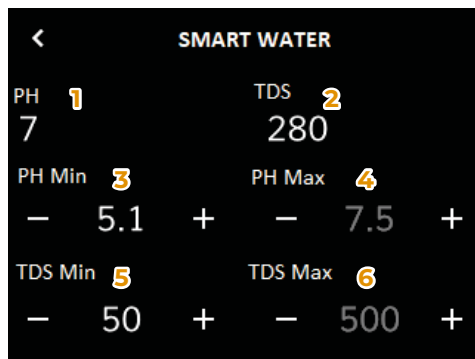 SMART WATER
PH 1 TDS 2
7 280
PH Min 3 PH Max 4
− 5.1 + − 7.5 +
TDS Min 5 TDS Max 6
− 50 + − 500 +